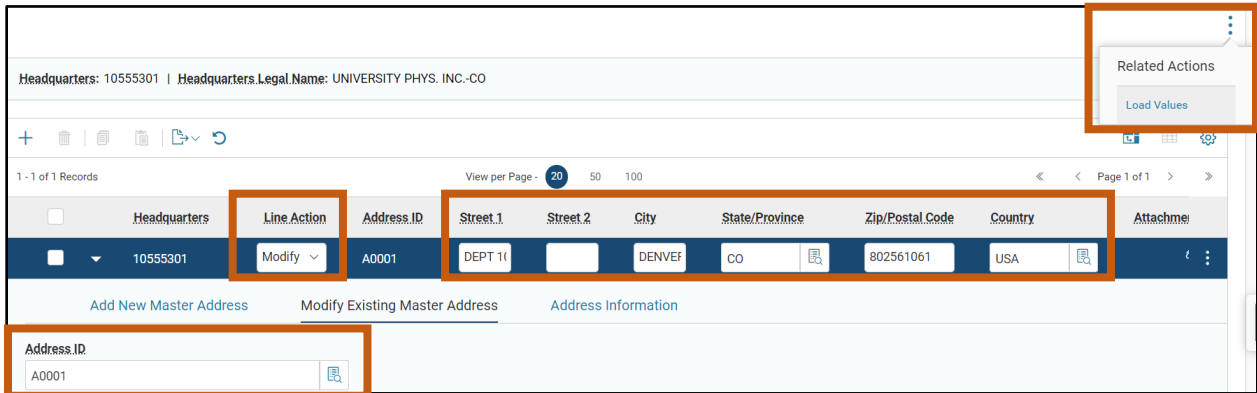 Related Actions
Load Values
Headquarters: 10555301 | Headquarters Legal Name: UNIVERSITY PHYS. INC.-CO
1 - 1 of 1 Records View per Page - 20 50 100 Page 1 of 1
Headquarters Line Action Address ID Street 1 Street 2 City State/Province Zip/Postal Code Country Attachme
10555301 Modify A0001 DEPT 10 DENVER CO 802561061 USA
Add New Master Address Modify Existing Master Address Address Information
Address ID
A0001